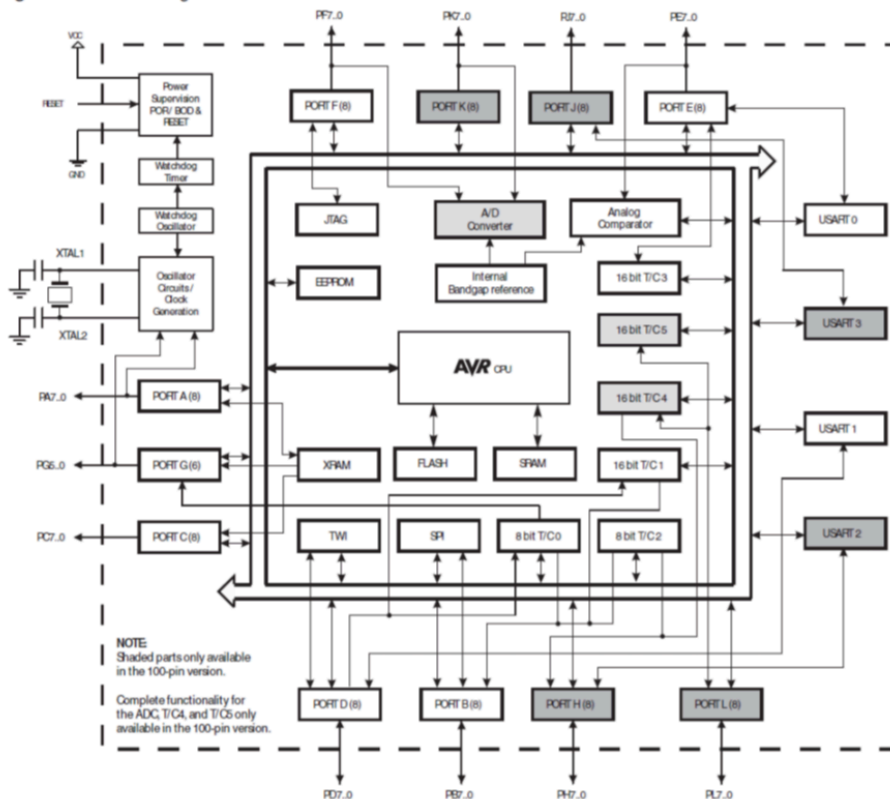 PF7..0
PK7..0
PJ7..0
PE7..0
VCC
RESET
GND
Power
Supervision
POR/ BOD &
RESET
PORT F (8)
PORT K (8)
PORT J (8)
PORT E (8)
Watchdog
Timer
Watchdog
Oscillator
JTAG
A/D
Converter
Analog
Comparator
USART 0
XTAL1
XTAL2
Oscillator
Circuits /
Clock
Generation
EEPROM
Internal
Bandgap reference
16 bit T/C3
16 bit T/C5
USART 3
AVR CPU
PA7..0
PORT A (8)
16 bit T/C4
USART 1
PG5..0
PORT G (6)
XRAM
FLASH
SRAM
16 bit T/C1
PC7..0
PORT C (8)
TWI
SPI
8 bit T/C0
8 bit T/C2
USART 2
NOTE:
Shaded parts only available
in the 100-pin version.
Complete functionality for
the ADC, T/C4, and T/C5 only
available in the 100-pin version.
PORT D (8)
PORT B (8)
PORT H (8)
PORT L (8)
PD7..0
PB7..0
PH7..0
PL7..0